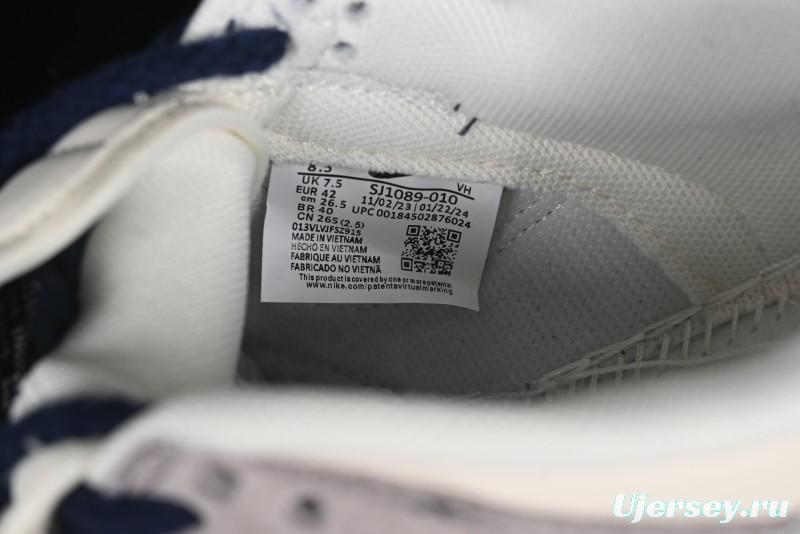 8.5
UK 7.5
EUR 42
cm 26.5
BR 40
CN 265 (2.5)
VH
SJ1089-010
11/02/23 | 01/22/24
UPC 00184502876024
013VLVJFSZ915
MADE IN VIETNAM
HECHO EN VIETNAM
FABRIQUE AU VIETNAM
FABRICADO NO VIETNÃ
This product is covered by one or more patents:
www.nike.com/patentsvirtualmarking
Ujersey.ru